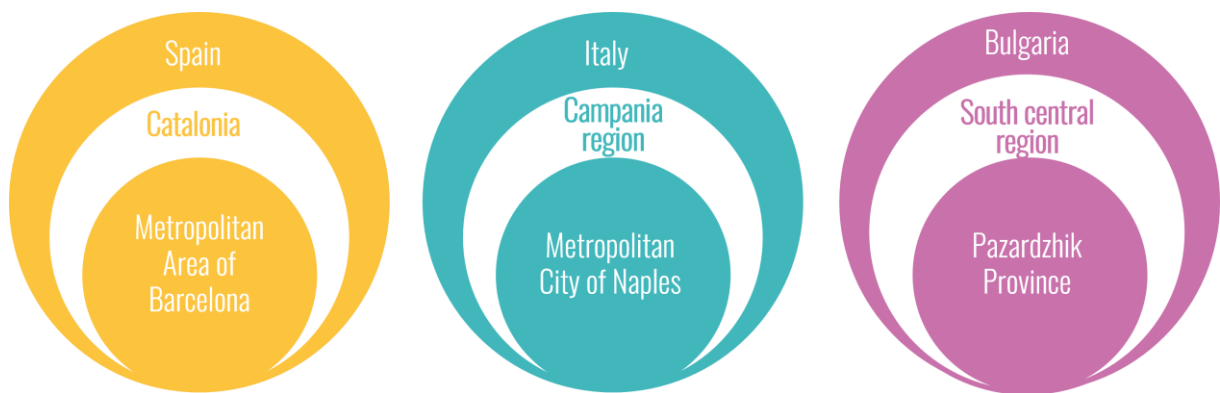 Spain
Catalonia
Metropolitan
Area of
Barcelona
Italy
Campania
region
Metropolitan
City of Naples
Bulgaria
South central
region
Pazardzhik
Province